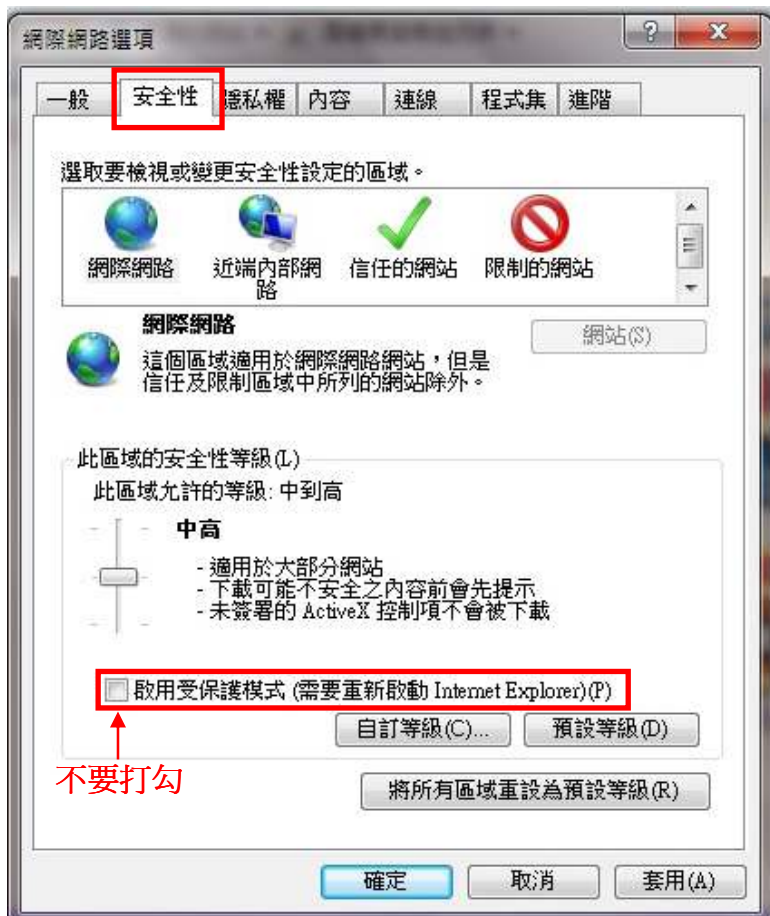 網際網路選項
一般 安全性 隱私權 內容 連線 程式集 進階
選取要檢視或變更安全性設定的區域。
網際網路 近端內部網路 信任的網站 限制的網站
網際網路
網站(S)
這個區域適用於網際網路網站，但是
信任及限制區域中所列的網站除外。
此區域的安全性等級(L)
此區域允許的等級: 中到高
中高
- 適用於大部分網站
- 下載可能不安全之內容前會先提示
- 未簽署的 ActiveX 控制項不會被下載
啟用受保護模式 (需要重新啟動 Internet Explorer)(P)
自訂等級(C)... 預設等級(D)
不要打勾
將所有區域重設為預設等級(R)
確定 取消 套用(A)